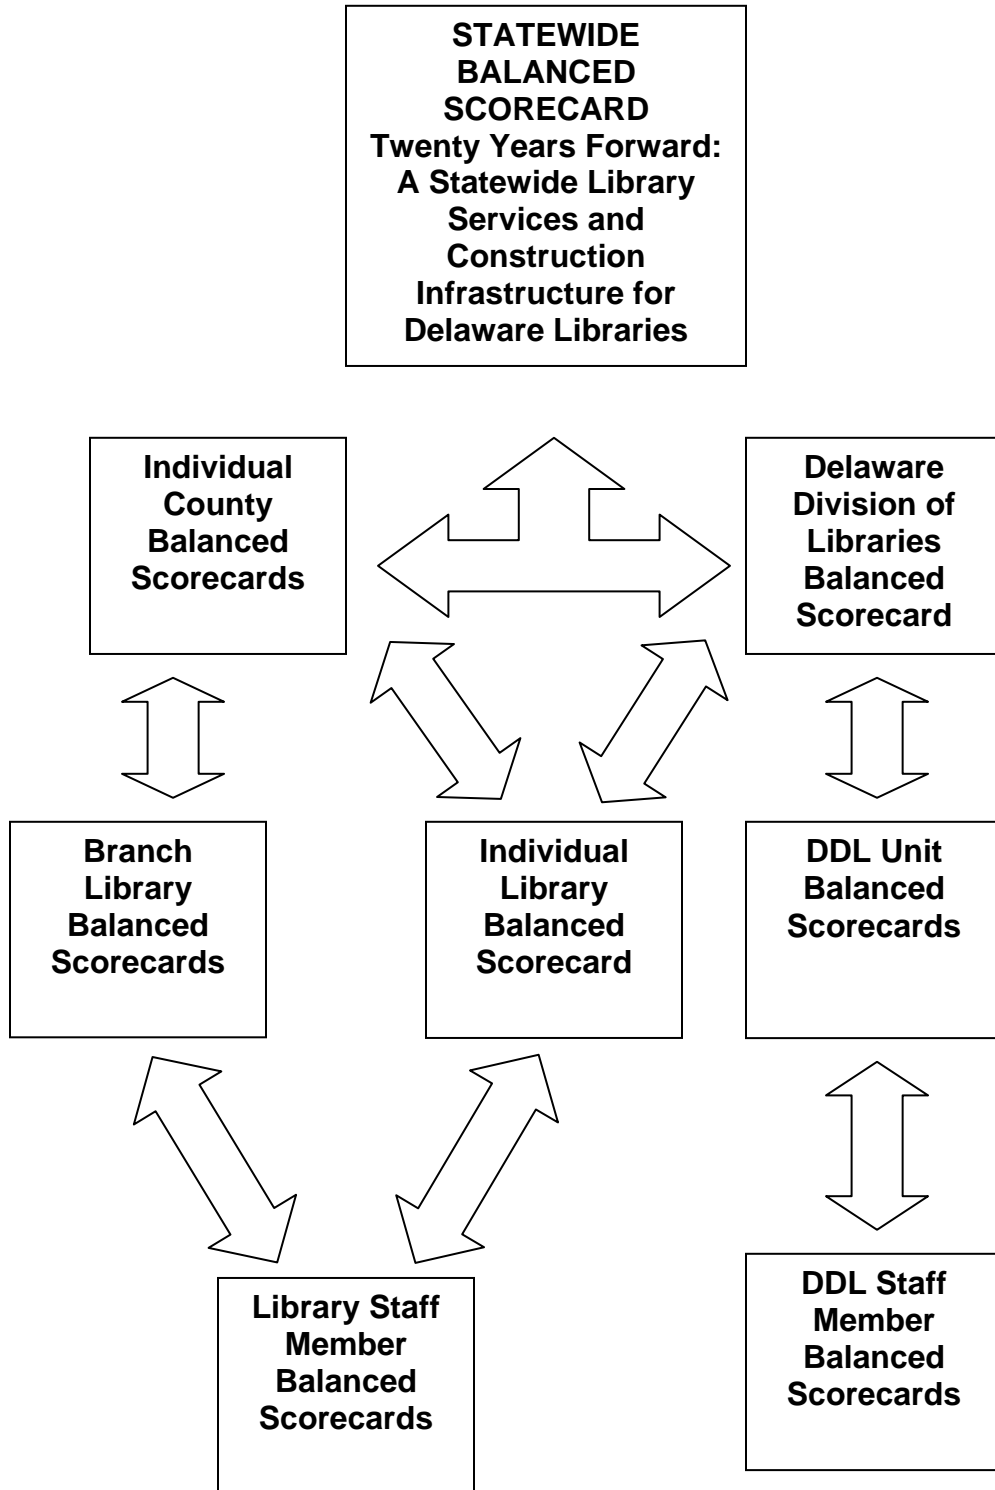 STATEWIDE
BALANCED
SCORECARD
Twenty Years Forward:
A Statewide Library
Services and
Construction
Infrastructure for
Delaware Libraries
Individual
County
Balanced
Scorecards
Delaware
Division of
Libraries
Balanced
Scorecard
Branch
Library
Balanced
Scorecards
Individual
Library
Balanced
Scorecard
DDL Unit
Balanced
Scorecards
Library Staff
Member
Balanced
Scorecards
DDL Staff
Member
Balanced
Scorecards